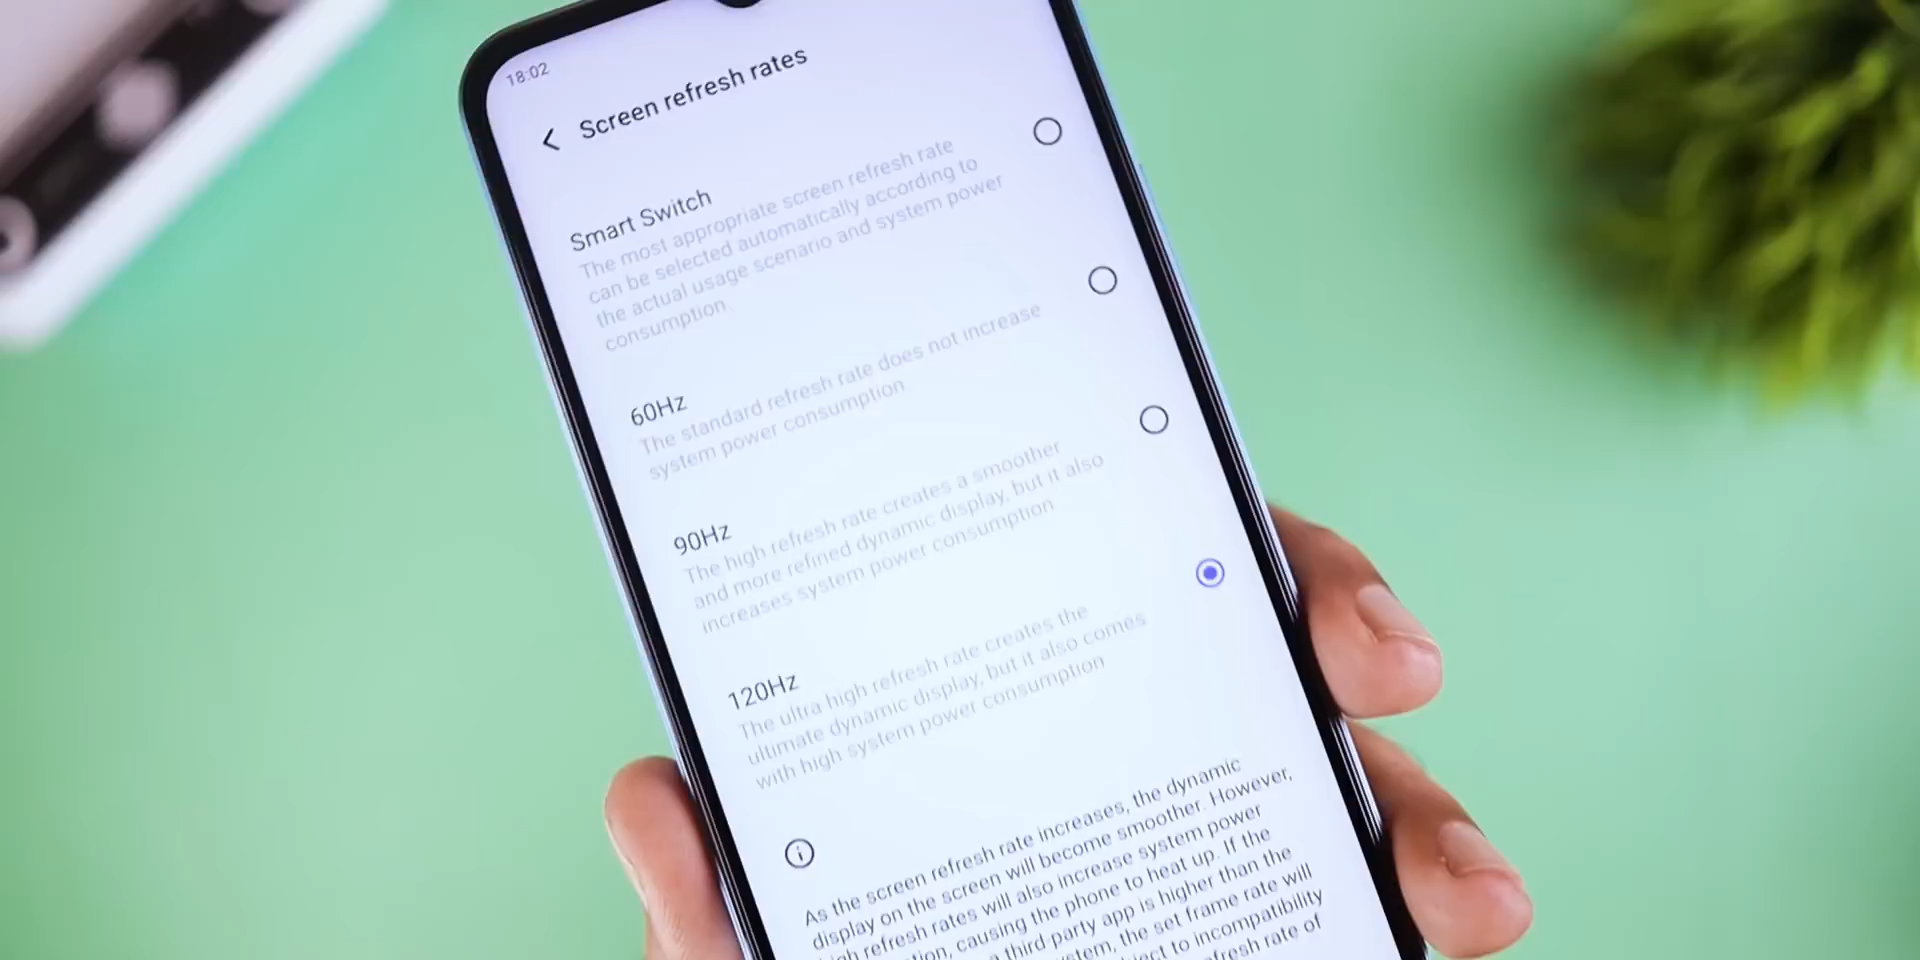 18:02
Screen refresh rates
Smart Switch
The most appropriate screen refresh rate
can be selected automatically according to
the actual usage scenario and system power
consumption.
60Hz
The standard refresh rate does not increase
system power consumption
90Hz
The high refresh rate creates a smoother
and more refined dynamic display, but it also
increases system power consumption
120Hz
The ultra high refresh rate creates the
ultimate dynamic display, but it also comes
with high system power consumption
As the screen refresh rate increases, the dynamic
display on the screen will become smoother. However,
refresh rates will also increase system power
causing the phone to heat up. If the
third party app is higher than the
the set frame rate will
to incompatibility
of